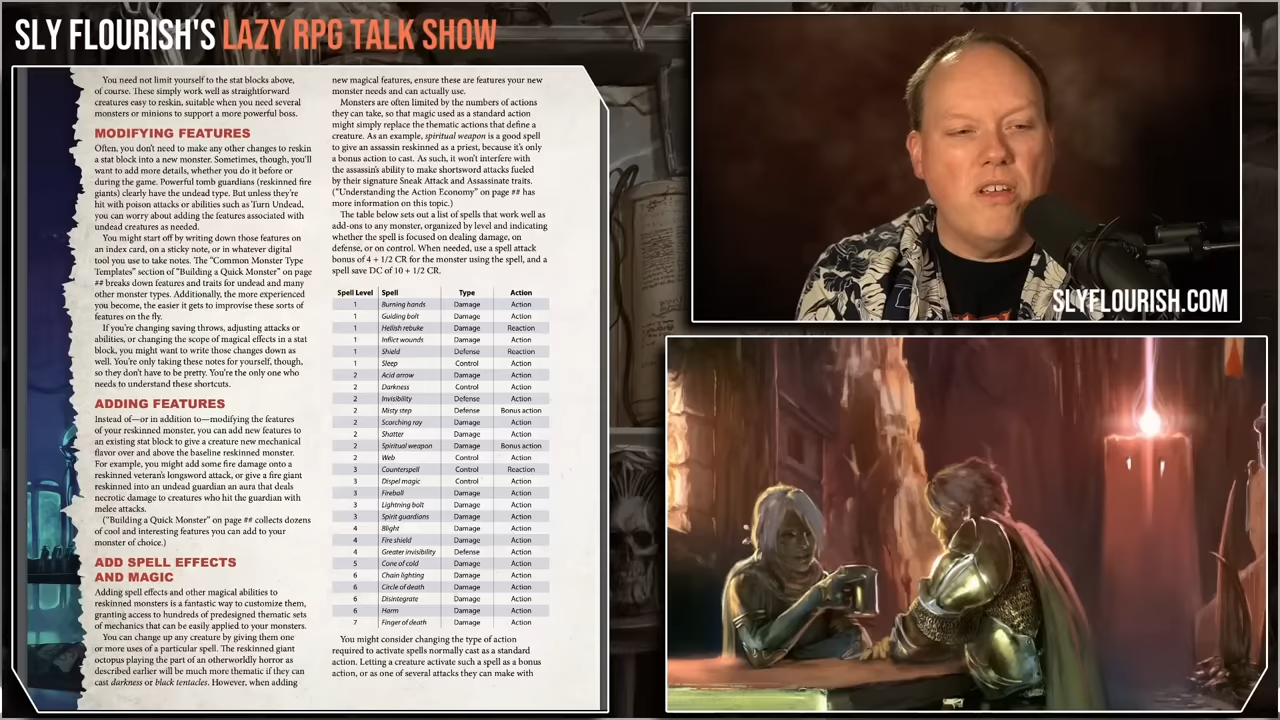 SLY FLOURISH'S LAZY RPG TALK SHOW
You need not limit yourself to the stat blocks above,
of course. These simply work well as straightforward
creatures easy to reskin, suitable when you need several
monsters or minions to support a more powerful boss.
MODIFYING FEATURES
Often, you don't need to make any other changes to reskin
a stat block into a new monster. Sometimes, though, you'll
want to add more details, whether you do it before or
during the game. Powerful tomb guardians (reskinned fire
giants) clearly have the undead type. But unless they're
hit with poison attacks or abilities such as Turn Undead,
you can worry about adding the features associated with
undead creatures as needed.
You might start off by writing down those features on
an index card, on a sticky note, or in whatever digital
tool you use to take notes. The “Common Monster Type
Templates” section of “Building a Quick Monster” on page
## breaks down features and traits for undead and many
other monster types. Additionally, the more experienced
you become, the easier it gets to improvise these sorts of
features on the fly.
If you're changing saving throws, adjusting attacks or
abilities, or changing the scope of magical effects in a stat
block, you might want to write those changes down as
well. You're only taking these notes for yourself, though,
so they don't have to be pretty. You're the only one who
needs to understand these shortcuts.
ADDING FEATURES
Instead of—or in addition to—modifying the features
of your reskinned monster, you can add new features to
an existing stat block to give a creature new mechanical
flavor over and above the baseline reskinned monster.
For example, you might add some fire damage onto a
reskinned veteran's longsword attack, or give a fire giant
reskinned into an undead guardian an aura that deals
necrotic damage to creatures who hit the guardian with
melee attacks.
(“Building a Quick Monster” on page ## collects dozens
of cool and interesting features you can add to your
monster of choice.)
ADD SPELL EFFECTS
AND MAGIC
Adding spell effects and other magical abilities to
reskinned monsters is a fantastic way to customize them,
granting access to hundreds of predesigned thematic sets
of mechanics that can be easily applied to your monsters.
You can change up any creature by giving them one
or more uses of a particular spell. The reskinned giant
octopus playing the part of an otherworldly horror as
described earlier will be much more thematic if they can
cast darkness or black tentacles. However, when adding
new magical features, ensure these are features your new
monster needs and can actually use.
Monsters are often limited by the numbers of actions
they can take, so that magic used as a standard action
might simply replace the thematic actions that define a
creature. As an example, spiritual weapon is a good spell
to give an assassin reskinned as a priest, because it's only
a bonus action to cast. As such, it won't interfere with
the assassin's ability to make shortsword attacks fueled
by their signature Sneak Attack and Assassinate traits.
(“Understanding the Action Economy” on page ## has
more information on this topic.)
The table below sets out a list of spells that work well as
add-ons to any monster, organized by level and indicating
whether the spell is focused on dealing damage, on
defense, or on control. When needed, use a spell attack
bonus of 4 + 1/2 CR for the monster using the spell, and a
spell save DC of 10 + 1/2 CR.
Spell Level Spell Type Action
1 Burning hands Damage Action
1 Guiding bolt Damage Action
1 Hellish rebuke Damage Reaction
1 Inflict wounds Damage Action
1 Shield Defense Reaction
1 Sleep Control Action
2 Acid arrow Damage Action
2 Darkness Control Action
2 Invisibility Defense Action
2 Misty step Defense Bonus action
2 Scorching ray Damage Action
2 Shatter Damage Action
2 Spiritual weapon Damage Bonus action
2 Web Control Action
3 Counterspell Control Reaction
3 Dispel magic Control Action
3 Fireball Damage Action
3 Lightning bolt Damage Action
3 Spirit guardians Damage Action
4 Blight Damage Action
4 Fire shield Damage Action
4 Greater invisibility Defense Action
5 Cone of cold Damage Action
6 Chain lightning Damage Action
6 Circle of death Damage Action
6 Disintegrate Damage Action
6 Harm Damage Action
7 Finger of death Damage Action
You might consider changing the type of action
required to activate spells normally cast as a standard
action. Letting a creature activate such a spell as a bonus
action, or as one of several attacks they can make with
SLYFLOURISH.COM